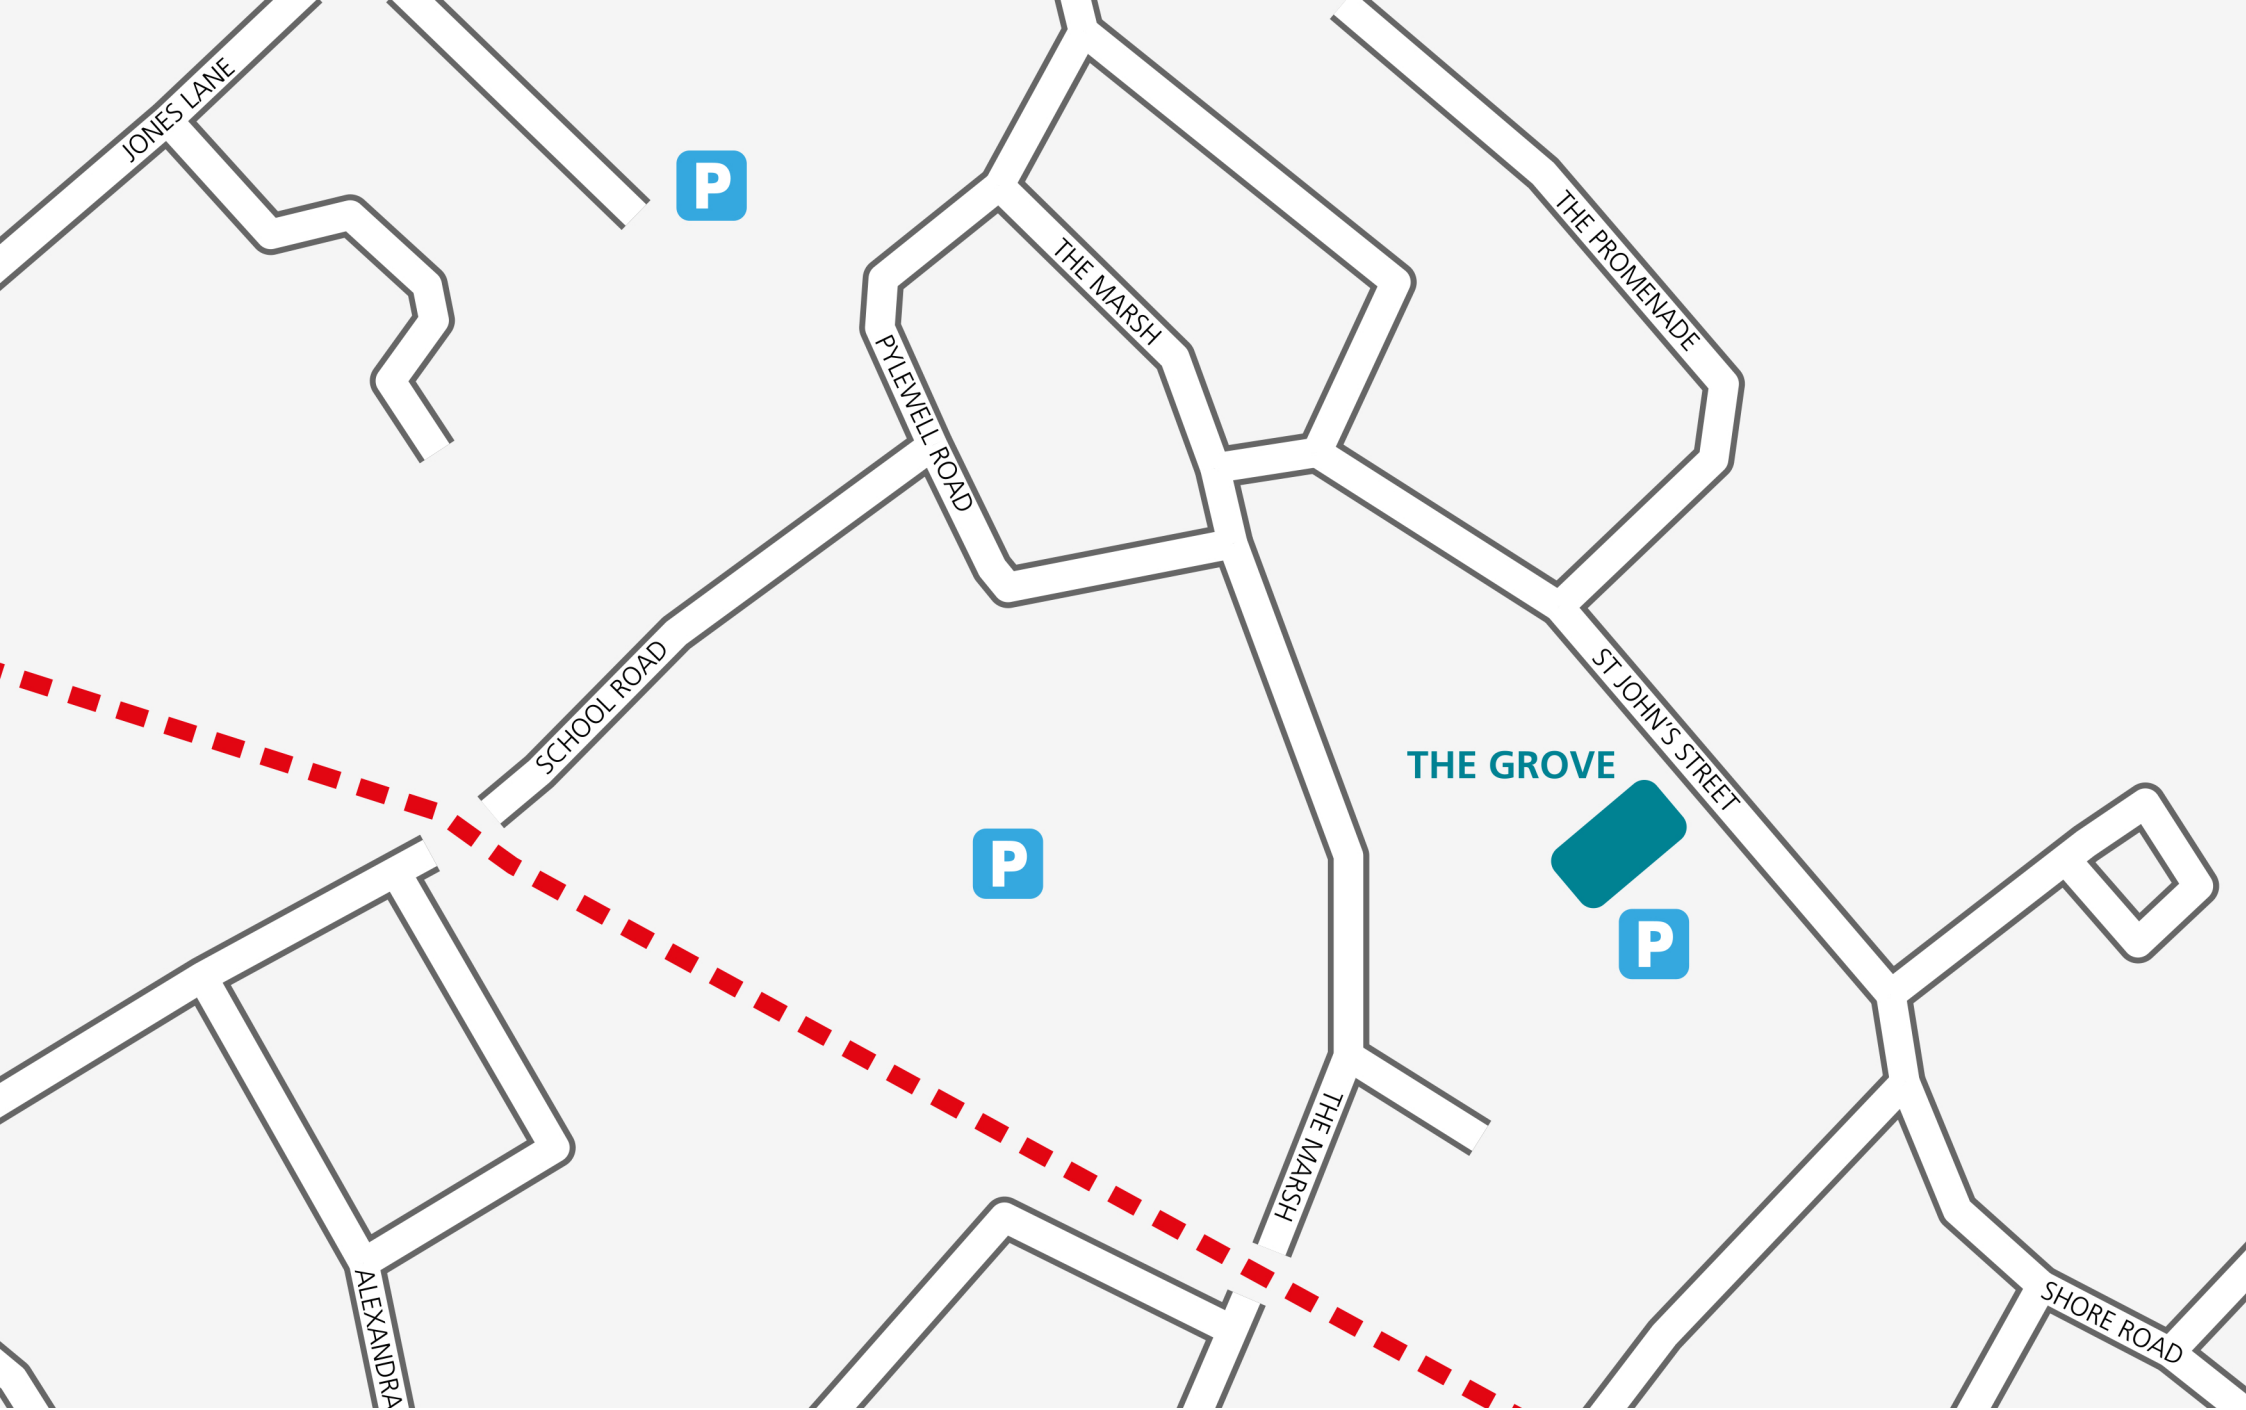 JONES LANE
P
THE PROMENADE
THE MARSH
PYLEWELL ROAD
SCHOOL ROAD
ST JOHN'S STREET
THE GROVE
P
P
THE MARSH
ALEXANDRA
SHORE ROAD